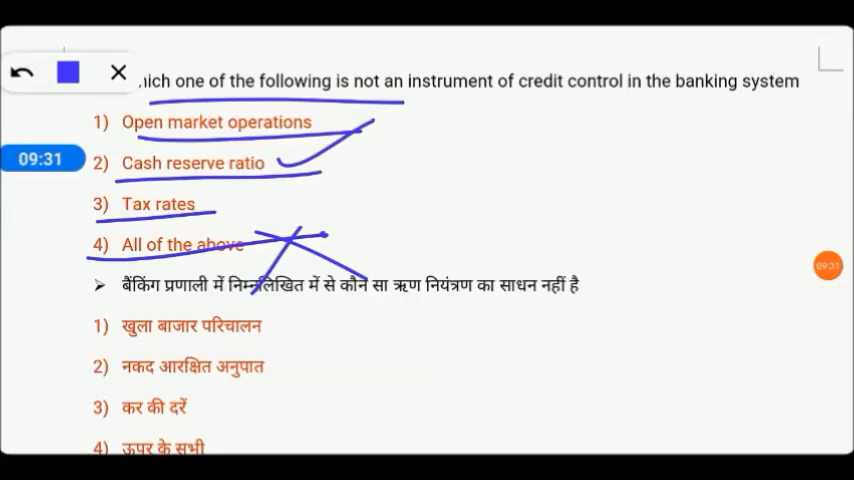 hich one of the following is not an instrument of credit control in the banking system
1) Open market operations
09:31
2) Cash reserve ratio
3) Tax rates
4) All of the above
09:31
➤ बैंकिंग प्रणाली में निम्नलिखित में से कौन सा ऋण नियंत्रण का साधन नहीं है
1) खुला बाजार परिचालन
2) नकद आरक्षित अनुपात
3) कर की दरें
4) ऊपर के सभी